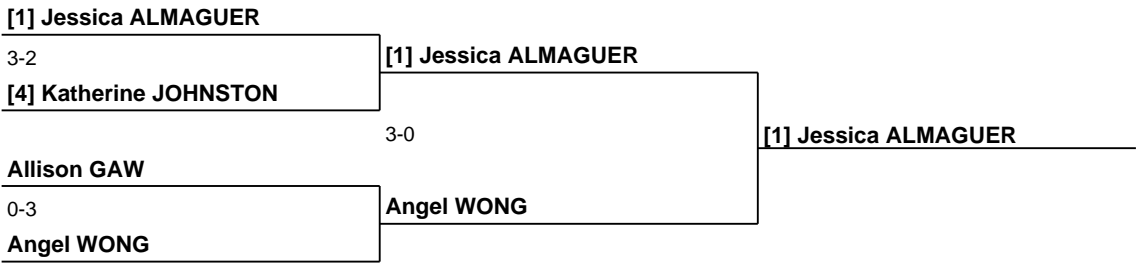 [1] Jessica ALMAGUER
3-2
[1] Jessica ALMAGUER
[4] Katherine JOHNSTON
3-0
[1] Jessica ALMAGUER
Allison GAW
0-3
Angel WONG
Angel WONG